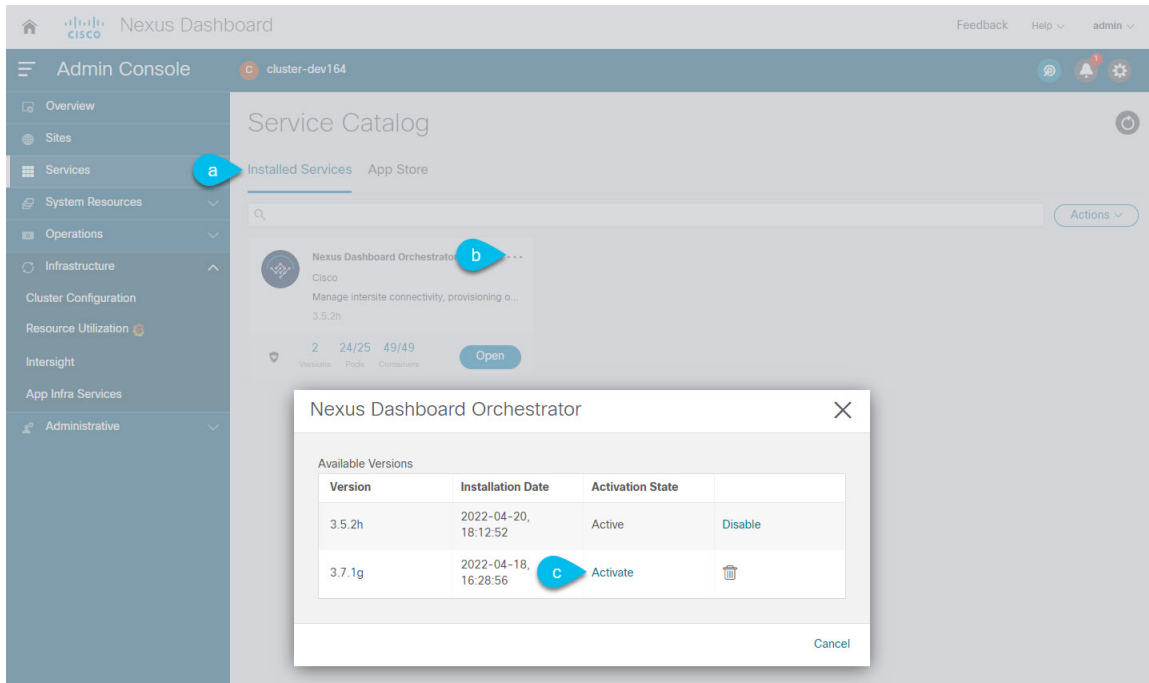 CISCO Nexus Dashboard
Feedback Help admin
Admin Console
C cluster-dev164
1
Overview
Sites
Services
System Resources
Operations
Infrastructure
Cluster Configuration
Resource Utilization
Intersight
App Infra Services
Administrative
Service Catalog
a Installed Services App Store
Actions
Nexus Dashboard Orchestrator b ...
Cisco
Manage intersite connectivity, provisioning o...
3.5.2h
2 24/25 49/49
Versions Pods Containers
Open
Nexus Dashboard Orchestrator
Available Versions
Version Installation Date Activation State
3.5.2h 2022-04-20, 18:12:52 Active Disable
3.7.1g 2022-04-18, 16:28:56 c Activate
Cancel